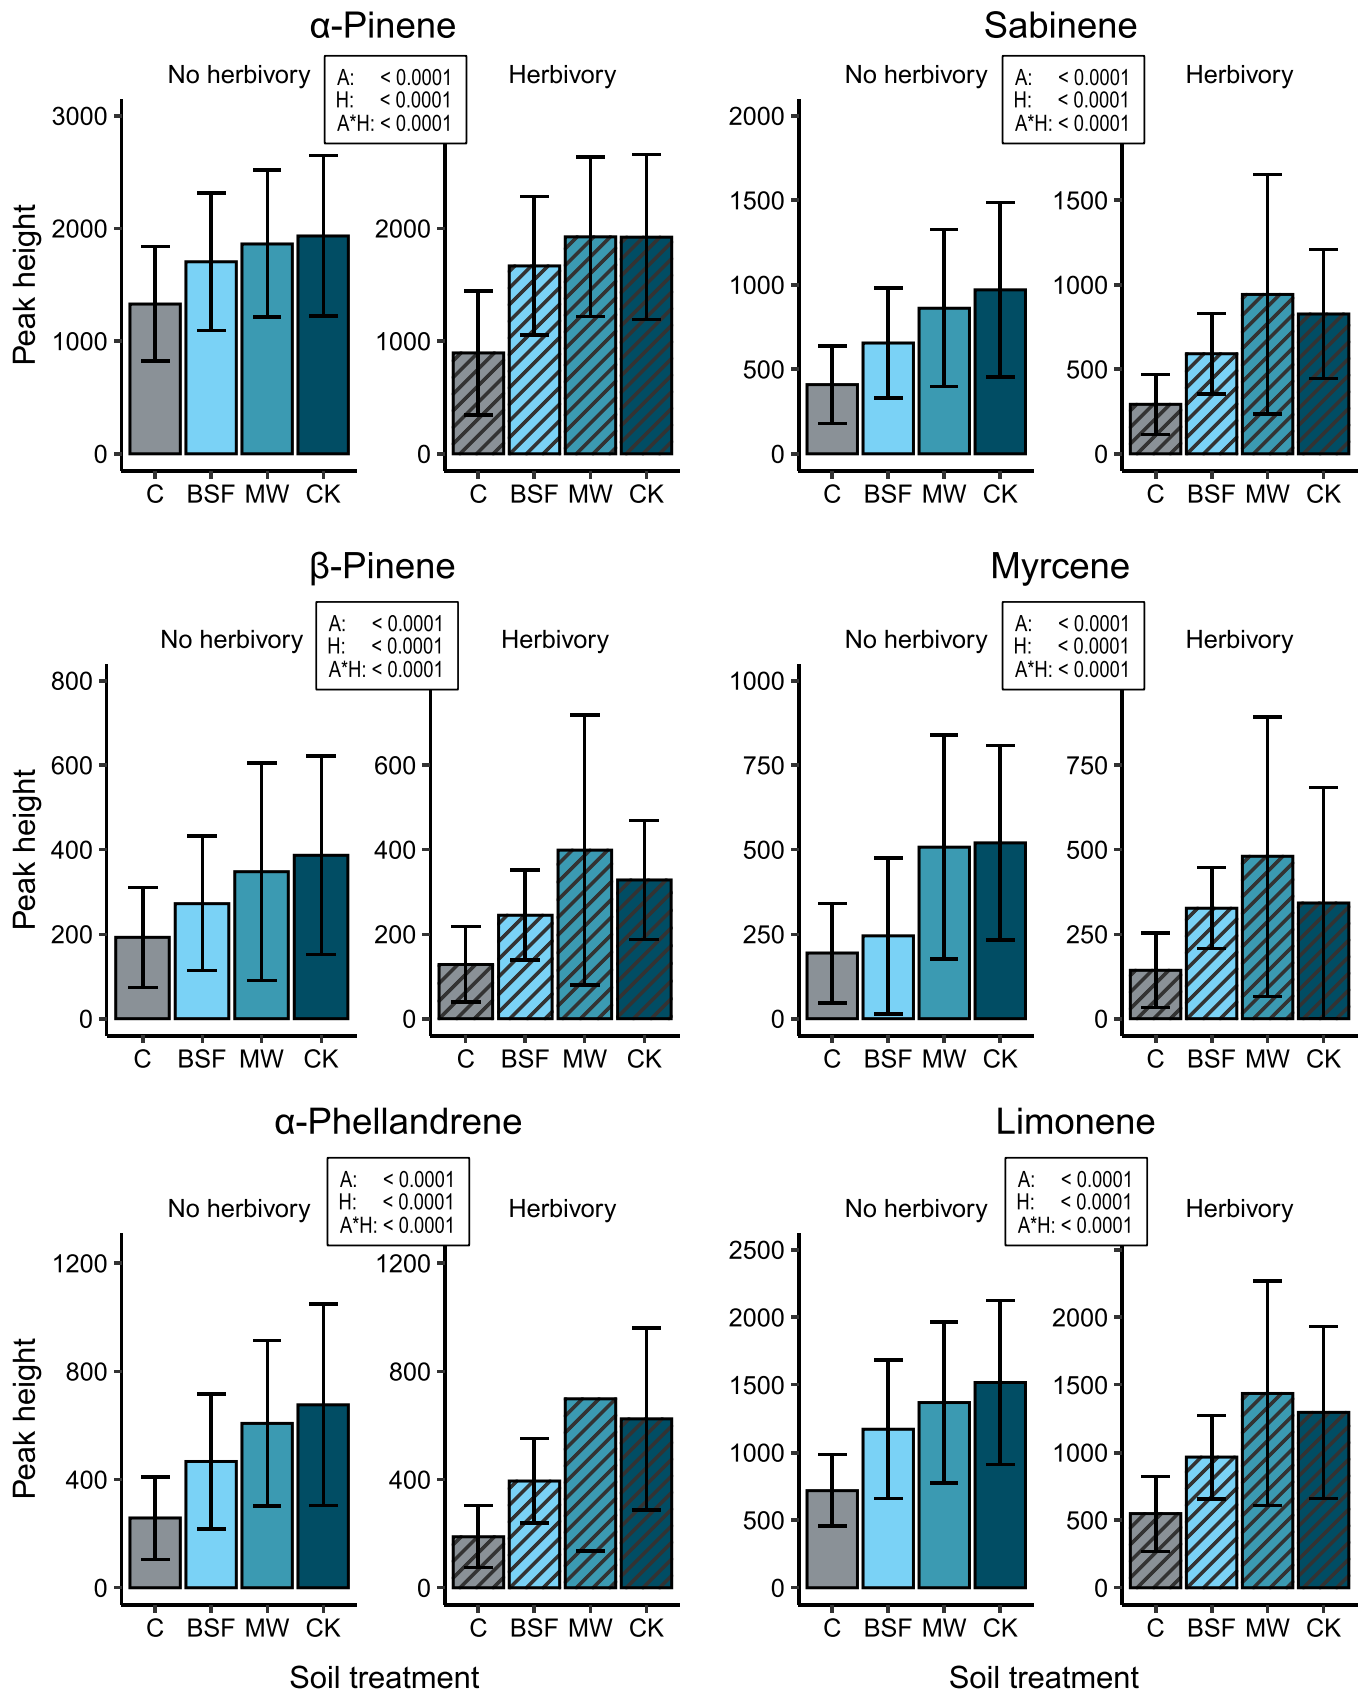 α-Pinene
No herbivory
A: < 0.0001
H: < 0.0001
A*H: < 0.0001
Herbivory
Peak height
3000
2000
1000
0
2000
1000
0
C BSF MW CK
C BSF MW CK
Sabinene
No herbivory
A: < 0.0001
H: < 0.0001
A*H: < 0.0001
Herbivory
2000
1500
1000
500
0
1500
1000
500
0
C BSF MW CK
C BSF MW CK
β-Pinene
No herbivory
A: < 0.0001
H: < 0.0001
A*H: < 0.0001
Herbivory
Peak height
800
600
400
200
0
600
400
200
0
C BSF MW CK
C BSF MW CK
Myrcene
No herbivory
A: < 0.0001
H: < 0.0001
A*H: < 0.0001
Herbivory
1000
750
500
250
0
750
500
250
0
C BSF MW CK
C BSF MW CK
α-Phellandrene
No herbivory
A: < 0.0001
H: < 0.0001
A*H: < 0.0001
Herbivory
Peak height
1200
800
400
0
1200
800
400
0
C BSF MW CK
C BSF MW CK
Soil treatment
Limonene
No herbivory
A: < 0.0001
H: < 0.0001
A*H: < 0.0001
Herbivory
2500
2000
1500
1000
500
0
2000
1500
1000
500
0
C BSF MW CK
C BSF MW CK
Soil treatment